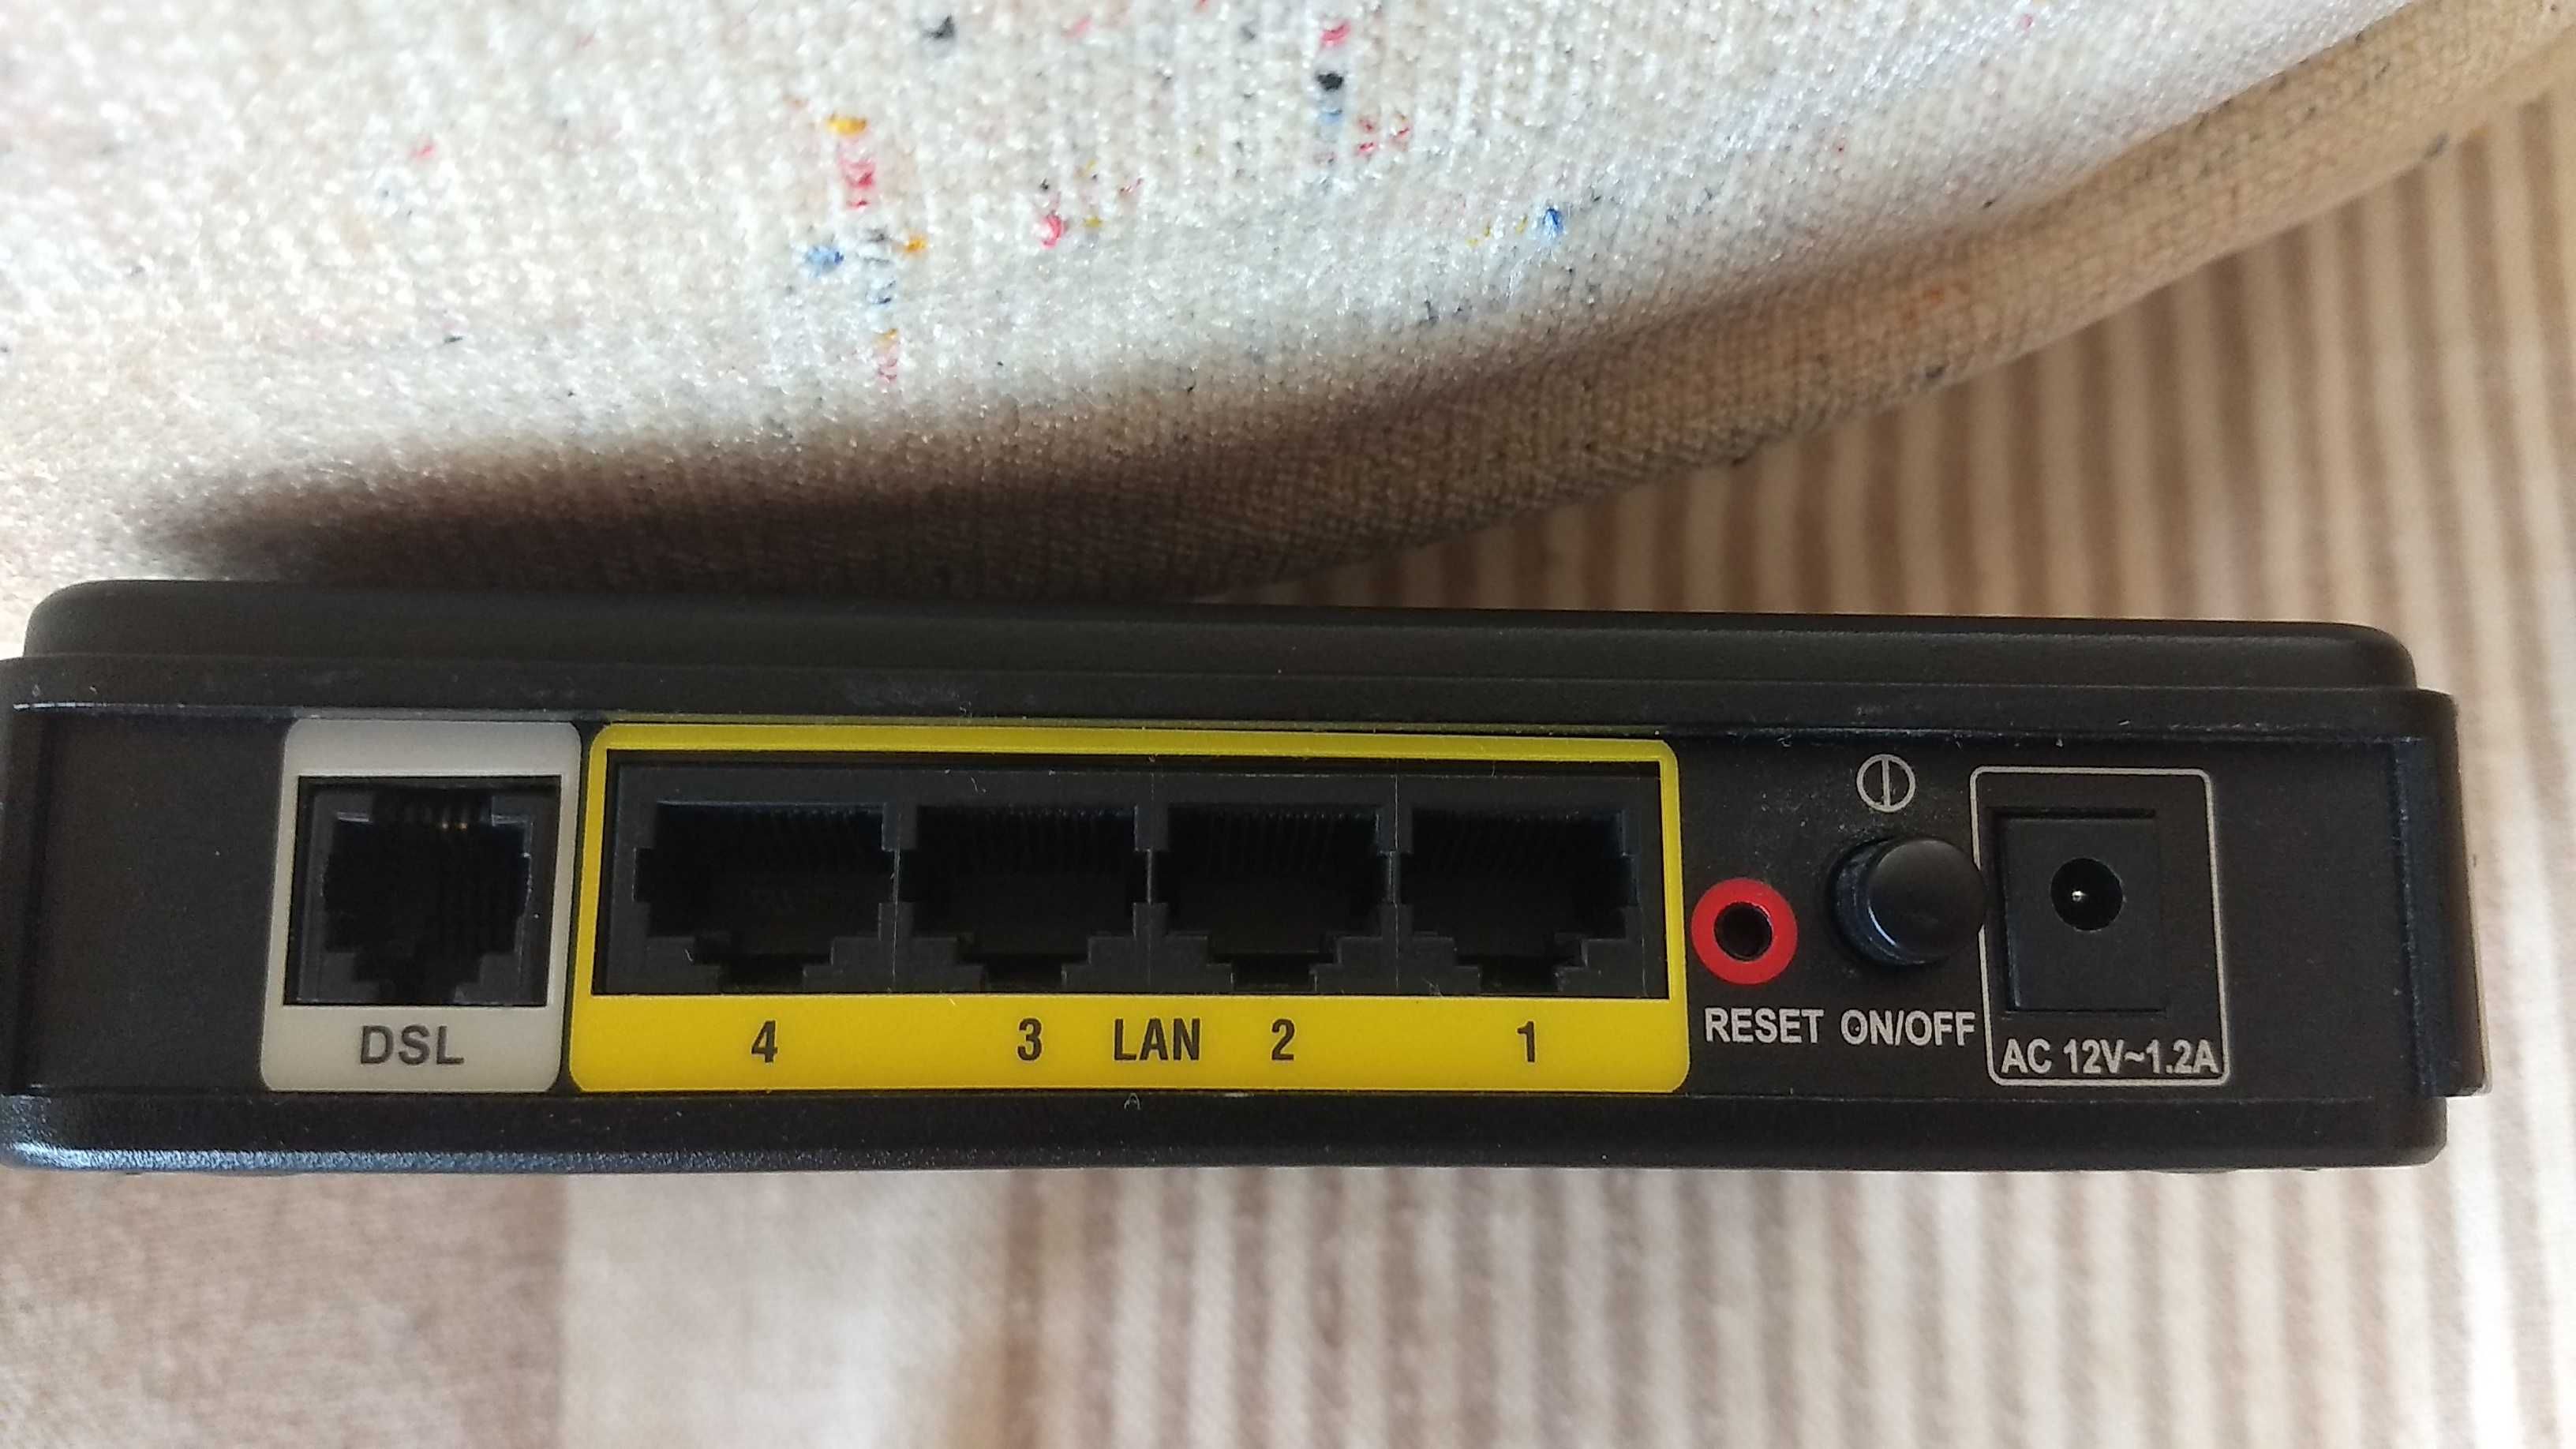 DSL
4 3 LAN 2 1
RESET ON/OFF
AC 12V~1.2A